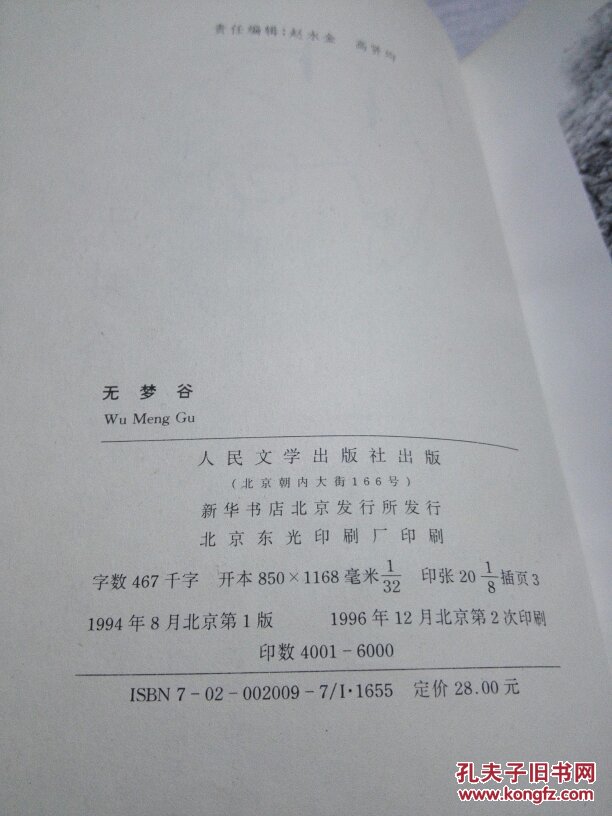 责任编辑：赵水金 高贤均
无梦谷
Wu Meng Gu
人民文学出版社出版
（北京朝内大街166号）
新华书店北京发行所发行
北京东光印刷厂印刷
字数467千字 开本850×1168毫米1/32 印张20 1/8 插页3
1994年8月北京第1版 1996年12月北京第2次印刷
印数4001-6000
ISBN 7-02-002009-7/I·1655 定价28.00元
孔夫子旧书网
www.kongfz.com